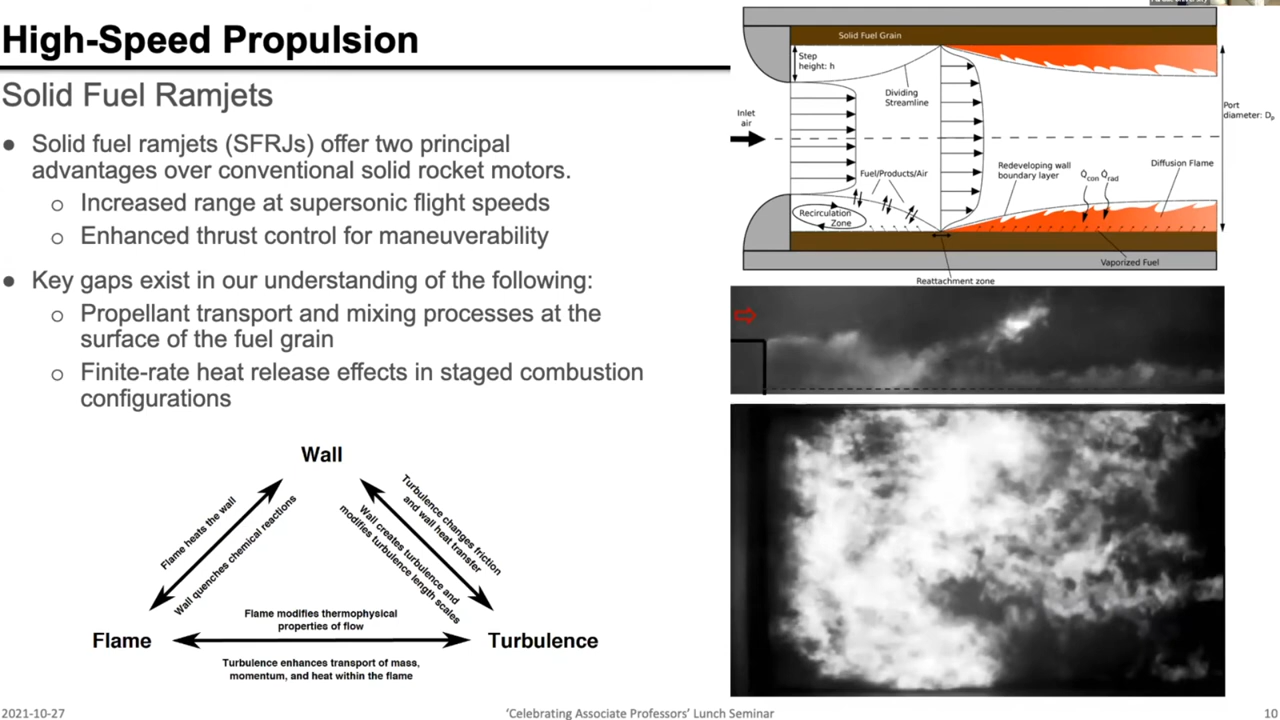 High-Speed Propulsion
Solid Fuel Ramjets
● Solid fuel ramjets (SFRJs) offer two principal
advantages over conventional solid rocket motors.
o Increased range at supersonic flight speeds
o Enhanced thrust control for maneuverability
● Key gaps exist in our understanding of the following:
o Propellant transport and mixing processes at the
surface of the fuel grain
o Finite-rate heat release effects in staged combustion
configurations
Wall
Flame heats the wall
Wall quenches chemical reactions
Turbulence changes friction
and wall heat transfer
Wall creates turbulence and
modifies turbulence length scales
Flame modifies thermophysical
properties of flow
Flame
Turbulence
Turbulence enhances transport of mass,
momentum, and heat within the flame
Solid Fuel Grain
Step
height: h
Dividing
Streamline
Inlet
air
Port
diameter: Dₚ
Fuel/Products/Air
Redeveloping wall
boundary layer
Q̇con Q̇rad
Diffusion Flame
Recirculation
Zone
Vaporized Fuel
Reattachment zone
2021-10-27
‘Celebrating Associate Professors’ Lunch Seminar
10